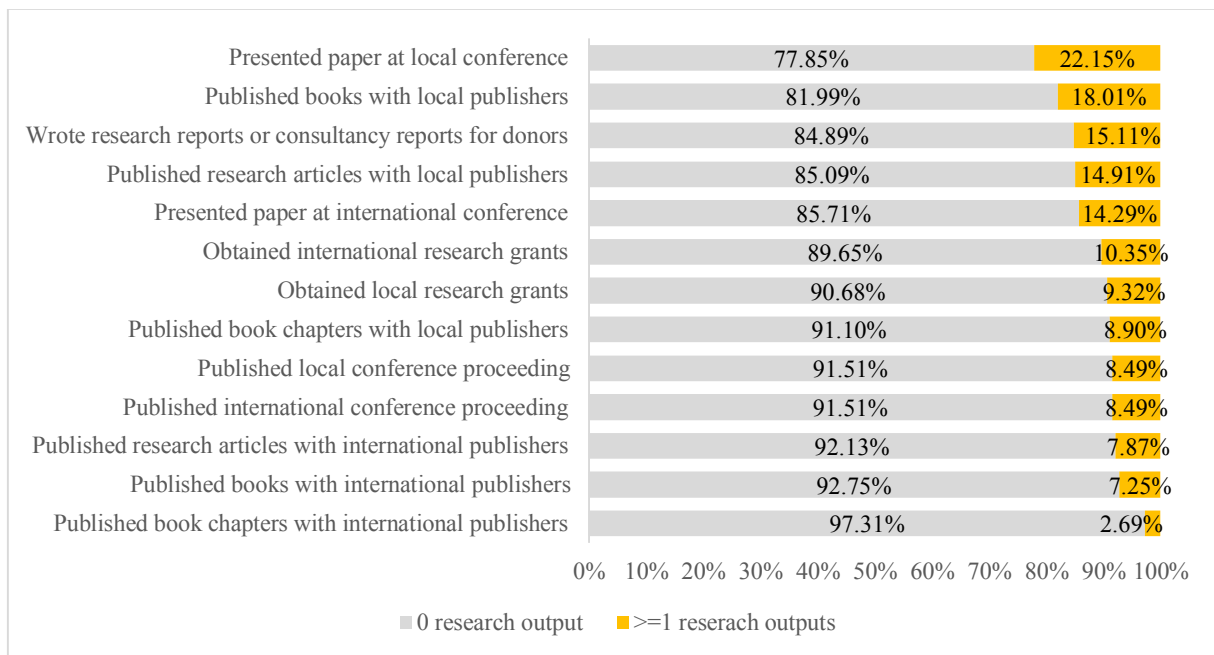 Presented paper at local conference 77.85% 22.15%
Published books with local publishers 81.99% 18.01%
Wrote research reports or consultancy reports for donors 84.89% 15.11%
Published research articles with local publishers 85.09% 14.91%
Presented paper at international conference 85.71% 14.29%
Obtained international research grants 89.65% 10.35%
Obtained local research grants 90.68% 9.32%
Published book chapters with local publishers 91.10% 8.90%
Published local conference proceeding 91.51% 8.49%
Published international conference proceeding 91.51% 8.49%
Published research articles with international publishers 92.13% 7.87%
Published books with international publishers 92.75% 7.25%
Published book chapters with international publishers 97.31% 2.69%
0% 10% 20% 30% 40% 50% 60% 70% 80% 90% 100%
0 research output >=1 reserach outputs